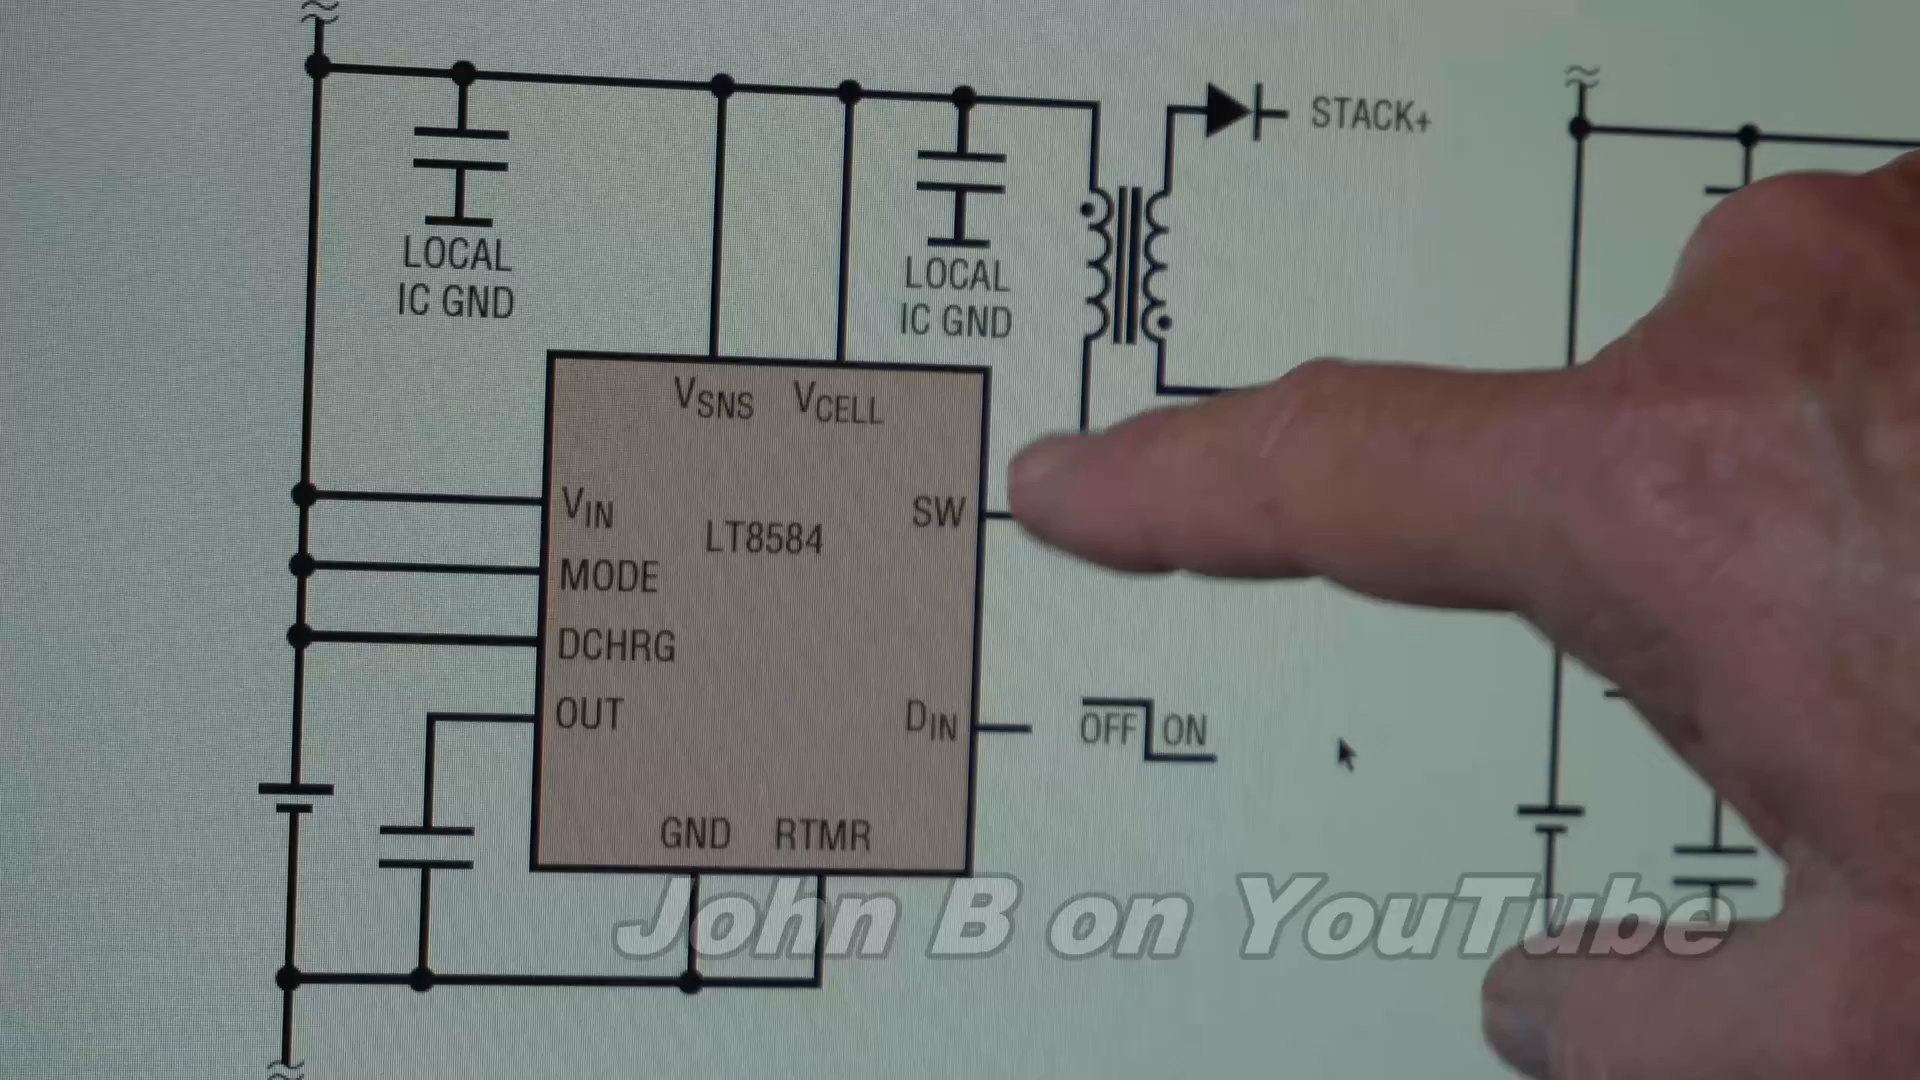 STACK+
LOCAL
IC GND
LOCAL
IC GND
VSNS VCELL
VIN
SW
LT8584
MODE
DCHRG
OUT
DIN
OFF ON
GND RTMR
John B on YouTube